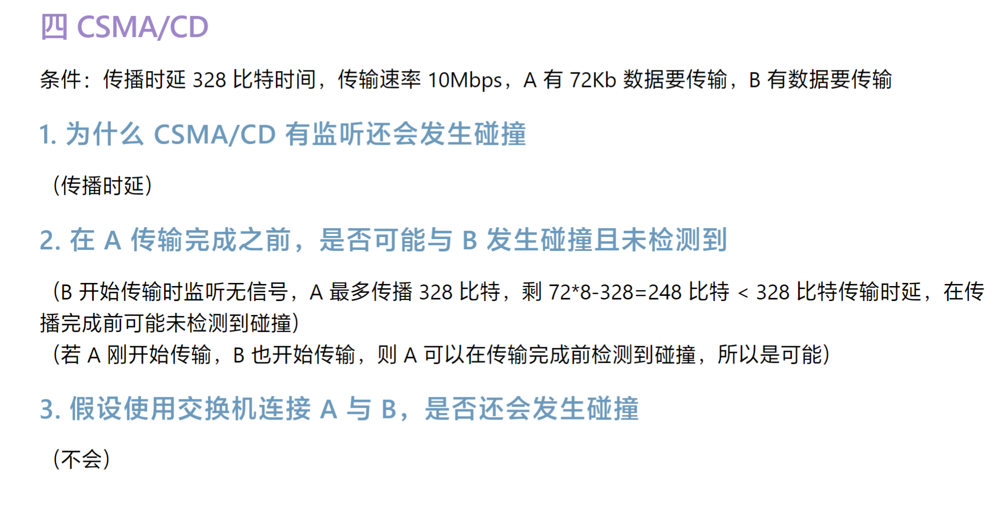 四 CSMA/CD
条件：传播时延 328 比特时间，传输速率 10Mbps，A 有 72Kb 数据要传输，B 有数据要传输
1. 为什么 CSMA/CD 有监听还会发生碰撞
（传播时延）
2. 在 A 传输完成之前，是否可能与 B 发生碰撞且未检测到
（B 开始传输时监听无信号，A 最多传播 328 比特，剩 72*8-328=248 比特 < 328 比特传输时延，在传
播完成前可能未检测到碰撞）
（若 A 刚开始传输，B 也开始传输，则 A 可以在传输完成前检测到碰撞，所以是可能）
3. 假设使用交换机连接 A 与 B，是否还会发生碰撞
（不会）